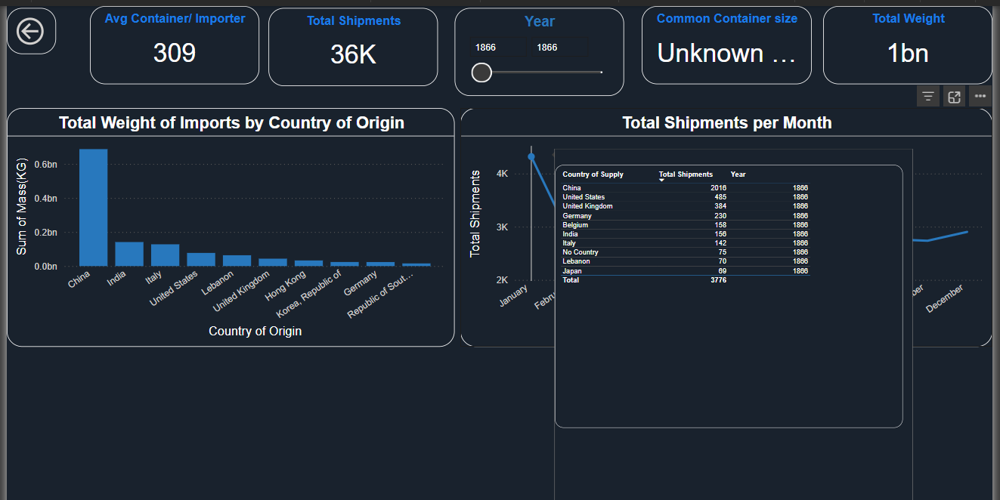 Avg Container/ Importer
309
Total Shipments
36K
Year
1866 1866
Common Container size
Unknown ...
Total Weight
1bn
Total Weight of Imports by Country of Origin
Sum of Mass(KG)
0.6bn
0.4bn
0.2bn
0.0bn
China
India
Italy
United States
Lebanon
United Kingdom
Hong Kong
Korea, Republic of
Germany
Republic of Sout...
Country of Origin
Total Shipments per Month
Total Shipments
4K
3K
2K
January
Febru
ber
December
Country of Supply Total Shipments Year
China 2016 1866
United States 485 1866
United Kingdom 384 1866
Germany 230 1866
Belgium 158 1866
India 156 1866
Italy 142 1866
No Country 75 1866
Lebanon 70 1866
Japan 69 1866
Total 3776